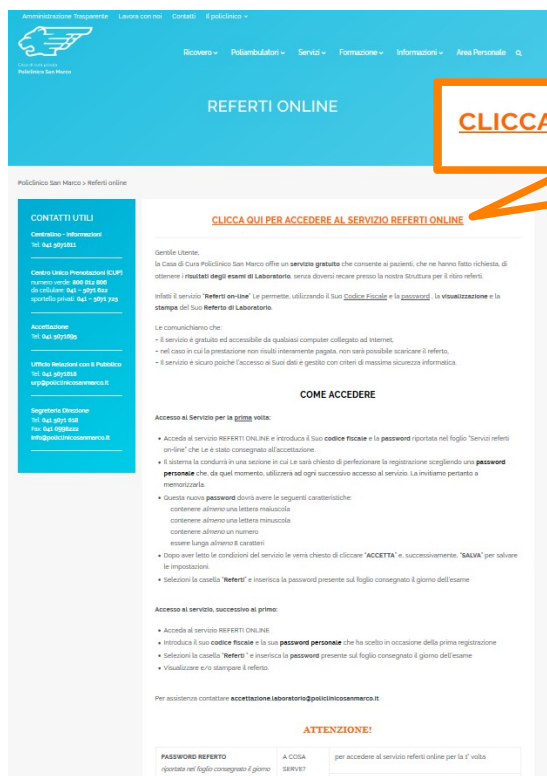 Amministrazione Trasparente Lavora con noi Contatti Il policlinico
Casa di cura privata
Policlinico San Marco
Ricovero Poliambulatori Servizi Formazione Informazioni Area Personale
REFERTI ONLINE
CLICCA
Policlinico San Marco > Referti online
CONTATTI UTILI
Centralino – Informazioni
Tel: 041 5071811
Centro Unico Prenotazioni (CUP)
numero verde: 800 012 806
da cellulare: 041 – 5071 622
sportello privati: 041 – 5071 723
Accettazione
Tel: 041 5071695
Ufficio Relazioni con il Pubblico
Tel: 041 5071818
urp@policlinicosanmarco.it
Segreteria Direzione
Tel: 041 5071 618
Fax: 041 0998222
info@policlinicosanmarco.it
CLICCA QUI PER ACCEDERE AL SERVIZIO REFERTI ONLINE
Gentile Utente,
la Casa di Cura Policlinico San Marco offre un servizio gratuito che consente ai pazienti, che ne hanno fatto richiesta, di
ottenere i risultati degli esami di Laboratorio, senza doversi recare presso la nostra Struttura per il ritiro referti.
Infatti il servizio "Referti on-line" Le permette, utilizzando il Suo Codice Fiscale e la password , la visualizzazione e la
stampa del Suo Referto di Laboratorio.
Le comunichiamo che:
– il servizio è gratuito ed accessibile da qualsiasi computer collegato ad internet,
– nel caso in cui la prestazione non risulti interamente pagata, non sarà possibile scaricare il referto,
– il servizio è sicuro poiché l'accesso ai Suoi dati è gestito con criteri di massima sicurezza informatica.
COME ACCEDERE
Accesso al Servizio per la prima volta:
• Acceda al servizio REFERTI ONLINE e introduca il Suo codice fiscale e la password riportata nel foglio "Servizi referti
on-line" che Le è stato consegnato all'accettazione.
• Il sistema la condurrà in una sezione in cui Le sarà chiesto di perfezionare la registrazione scegliendo una password
personale che, da quel momento, utilizzerà ad ogni successivo accesso al servizio. La invitiamo pertanto a
memorizzarla.
• Questa nuova password dovrà avere le seguenti caratteristiche:
contenere almeno una lettera maiuscola
contenere almeno una lettera minuscola
contenere almeno un numero
essere lunga almeno 8 caratteri
• Dopo aver letto le condizioni del servizio le verrà chiesto di cliccare "ACCETTA" e, successivamente, "SALVA" per salvare
le impostazioni.
• Selezioni la casella "Referti" e inserisca la password presente sul foglio consegnato il giorno dell'esame
Accesso al servizio, successivo al primo:
• Acceda al servizio REFERTI ONLINE
• Introduca il suo codice fiscale e la sua password personale che ha scelto in occasione della prima registrazione
• Selezioni la casella "Referti " e inserisca la password presente sul foglio consegnato il giorno dell'esame
• Visualizzare e/o stampare il referto.
Per assistenza contattare accettazione.laboratorio@policlinicosanmarco.it
ATTENZIONE!
PASSWORD REFERTO A COSA per accedere al servizio referti online per la 1° volta
riportata nel foglio consegnato il giorno SERVE?